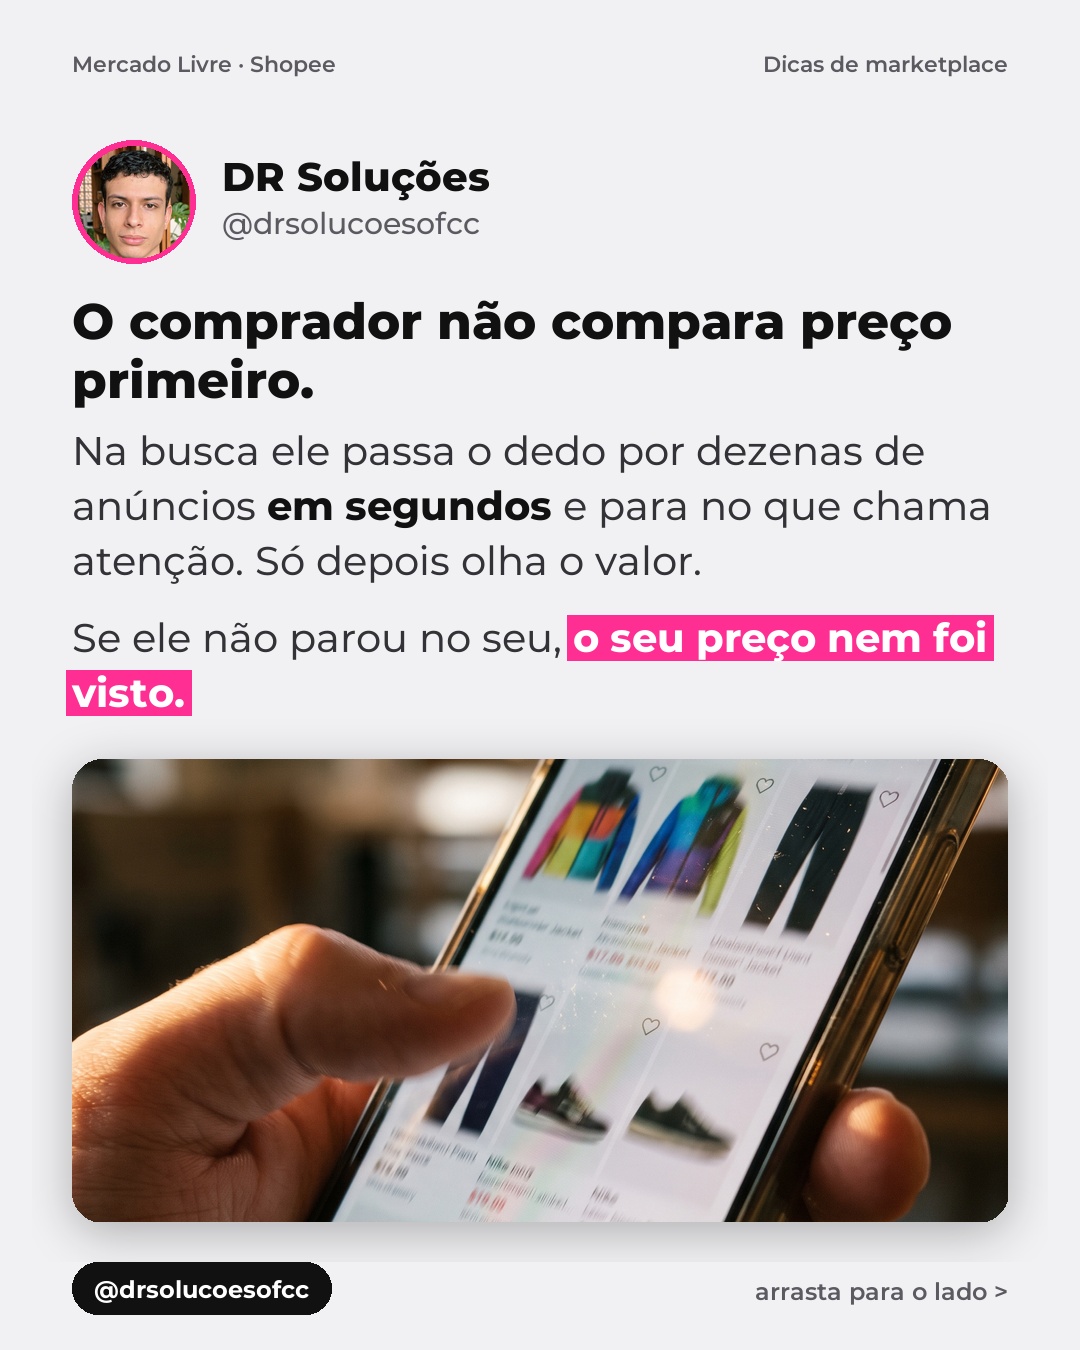 Mercado Livre · Shopee
Dicas de marketplace
DR Soluções
@drsolucoesofcc
O comprador não compara preço
primeiro.
Na busca ele passa o dedo por dezenas de
anúncios em segundos e para no que chama
atenção. Só depois olha o valor.
Se ele não parou no seu, o seu preço nem foi
visto.
@drsolucoesofcc
arrasta para o lado >